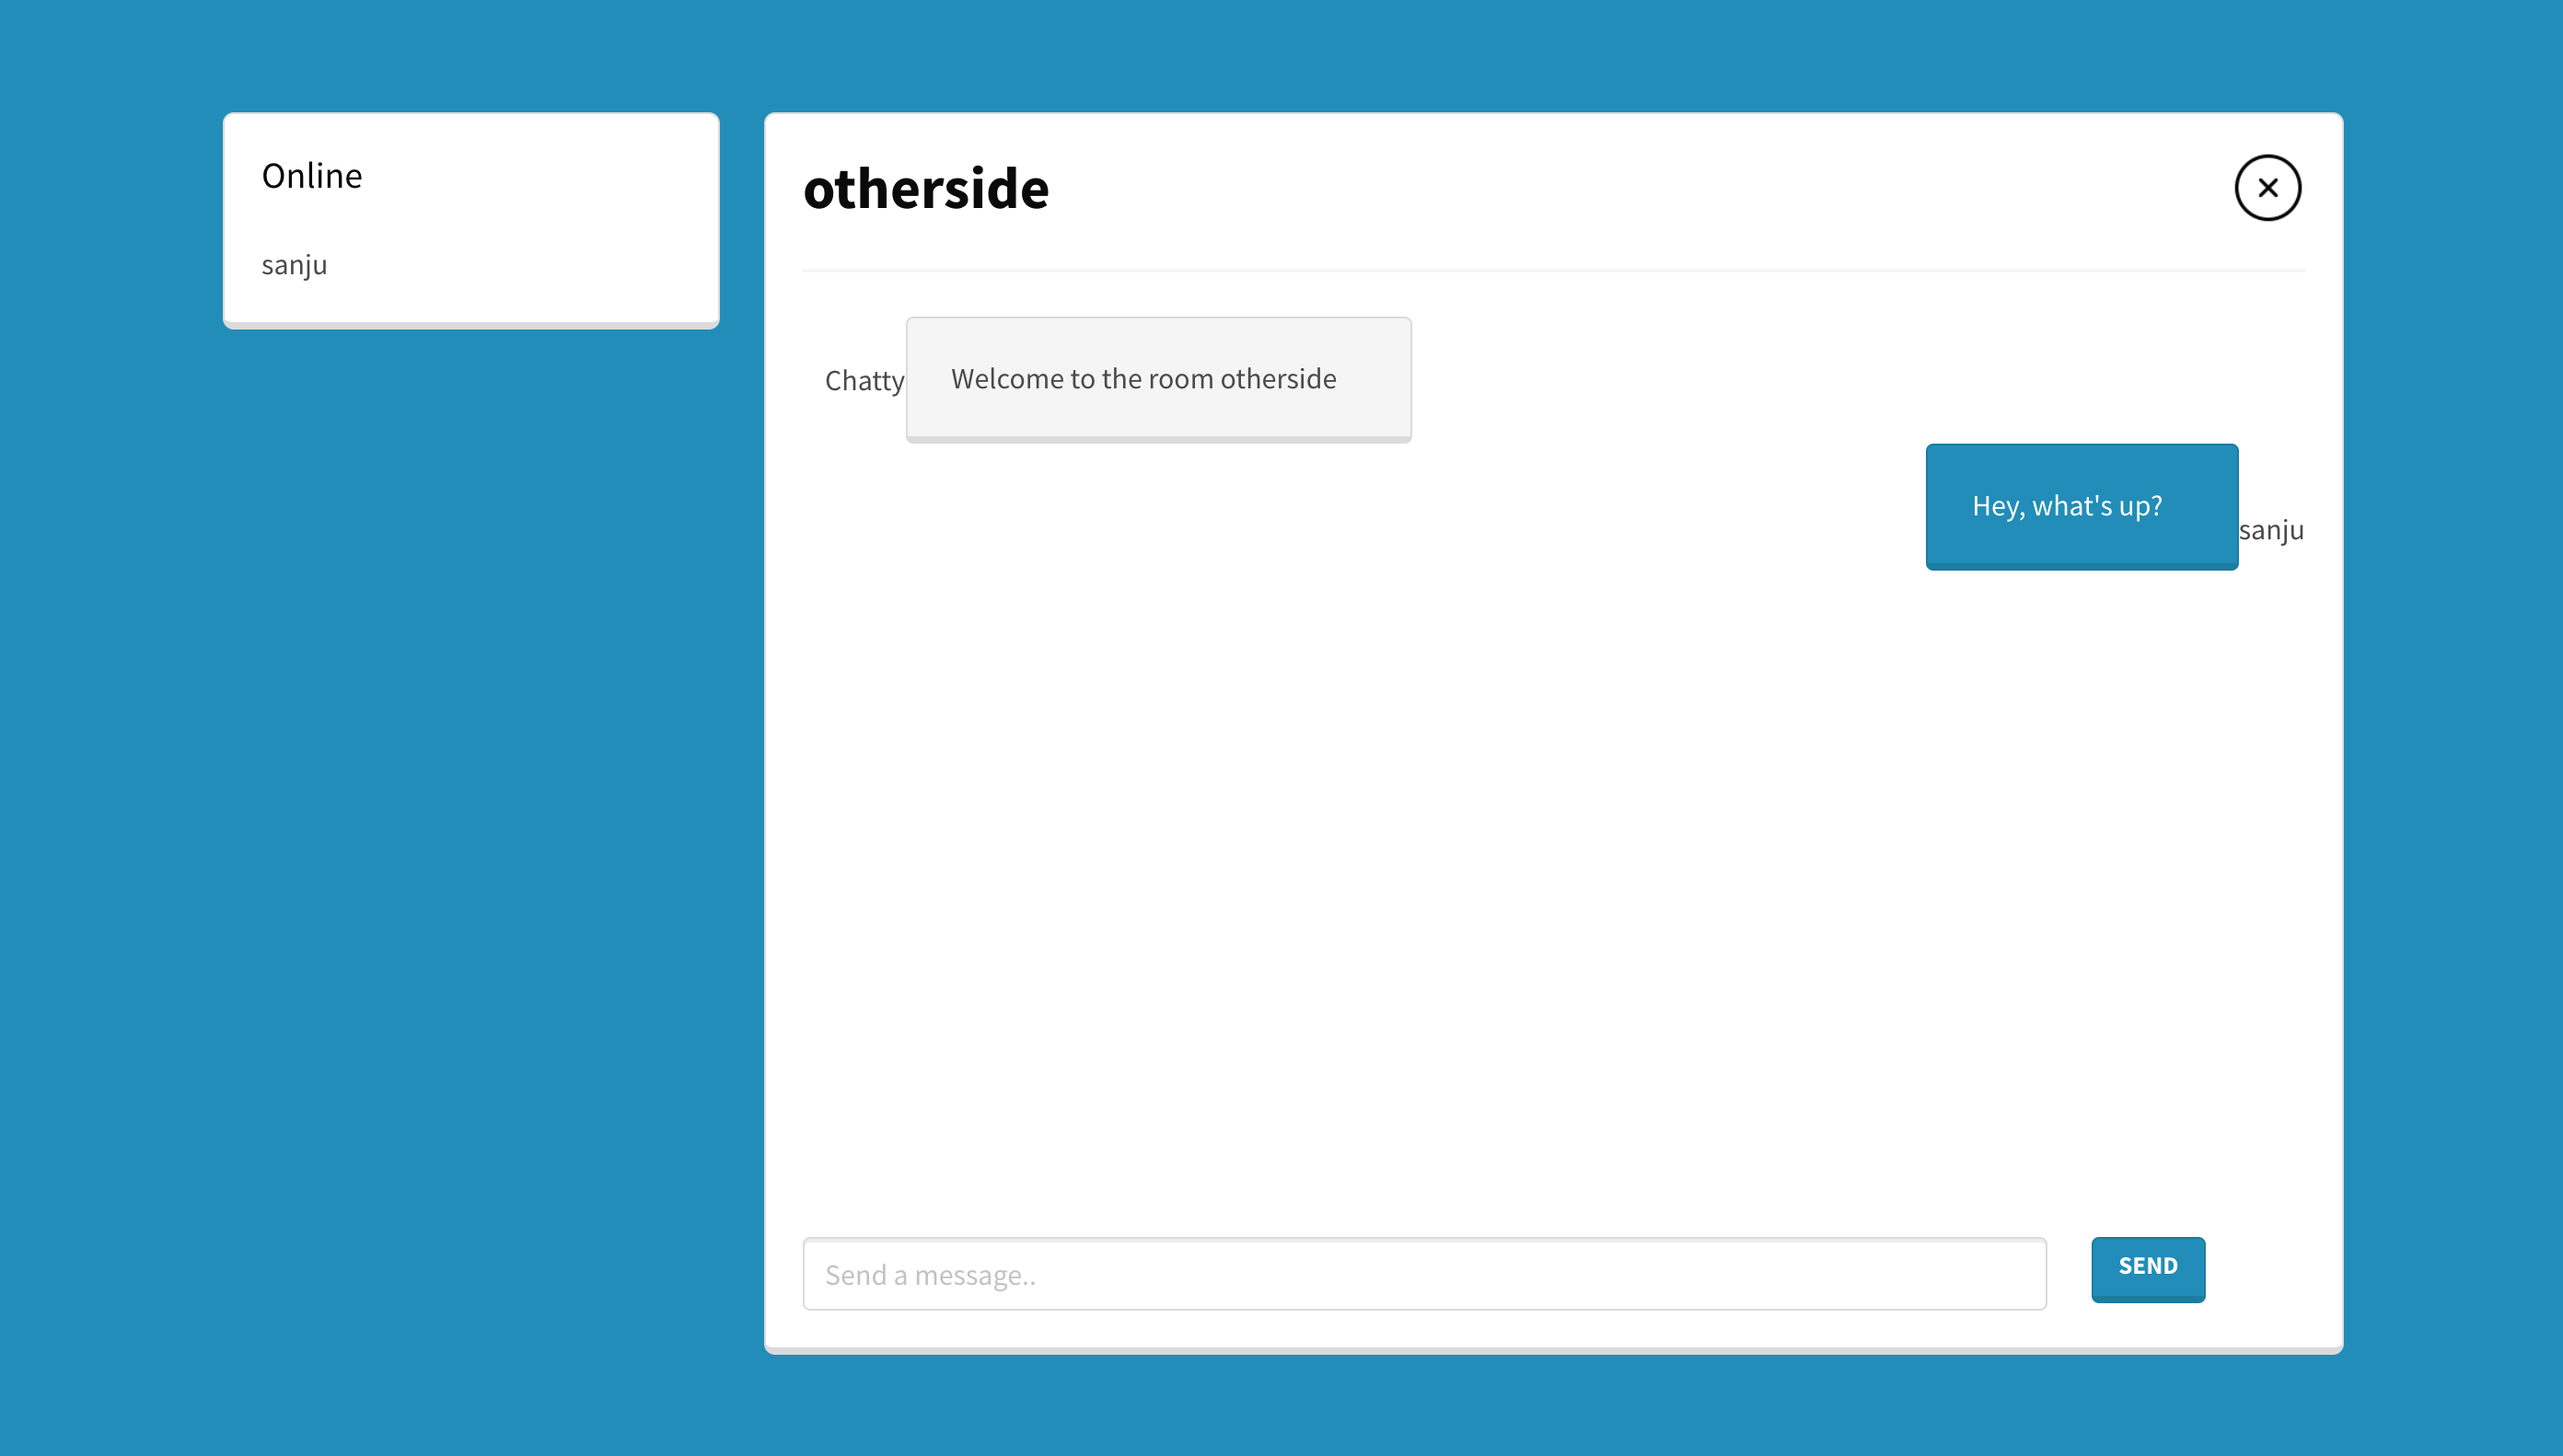 Online
sanju
otherside
Chatty
Welcome to the room otherside
Hey, what's up?
sanju
Send a message..
SEND